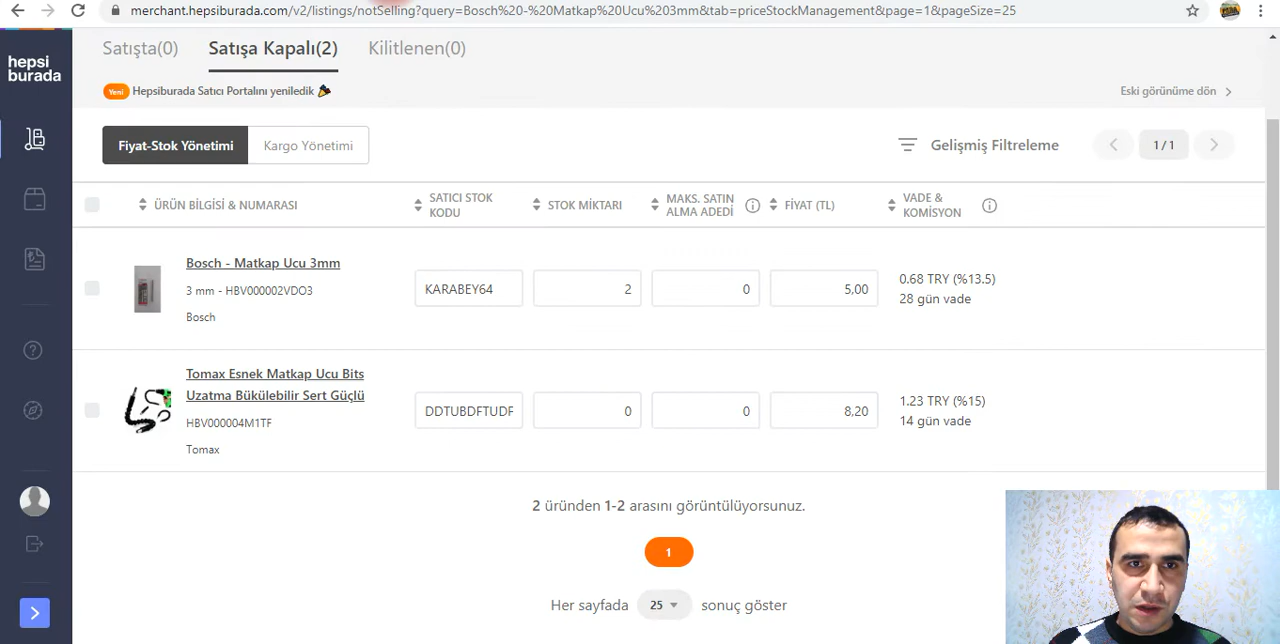 merchant.hepsiburada.com/v2/listings/notSelling?query=Bosch%20-%20Matkap%20Ucu%203mm&tab=priceStockManagement&page=1&pageSize=25
hepsi
burada
Satışta(0) Satışa Kapalı(2) Kilitlenen(0)
Yeni Hepsiburada Satıcı Portalını yeniledik
Eski görünüme dön
Fiyat-Stok Yönetimi Kargo Yönetimi
Gelişmiş Filtreleme
1 / 1
ÜRÜN BİLGİSİ & NUMARASI
SATICI STOK
KODU
STOK MİKTARI
MAKS. SATIN
ALMA ADEDİ
FİYAT (TL)
VADE &
KOMİSYON
Bosch - Matkap Ucu 3mm
3 mm - HBV000002VDO3
Bosch
KARABEY64
2
0
5,00
0.68 TRY (%13.5)
28 gün vade
Tomax Esnek Matkap Ucu Bits
Uzatma Bükülebilir Sert Güçlü
HBV000004M1TF
Tomax
DDTUBDFTUDF
0
0
8,20
1.23 TRY (%15)
14 gün vade
2 üründen 1-2 arasını görüntülüyorsunuz.
1
Her sayfada 25 sonuç göster